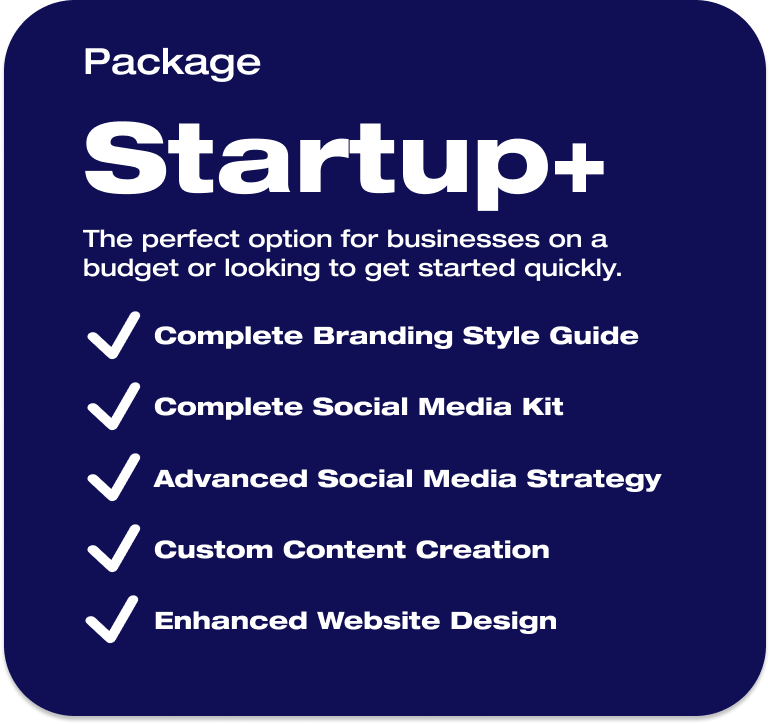 Package
Startup+
The perfect option for businesses on a
budget or looking to get started quickly.
Complete Branding Style Guide
Complete Social Media Kit
Advanced Social Media Strategy
Custom Content Creation
Enhanced Website Design